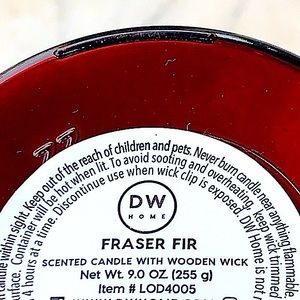 candle within sight. Keep out of the reach of children and pets. Never burn candle near anything flammable.
surface. Container will be hot when lit. To avoid sooting and overheating, keep wick trimmed
4 hours at a time. Discontinue use when wick clip is exposed. DW Home is not
DW
HOME
FRASER FIR
SCENTED CANDLE WITH WOODEN WICK
Net Wt. 9.0 OZ. (255 g)
Item # LOD4005